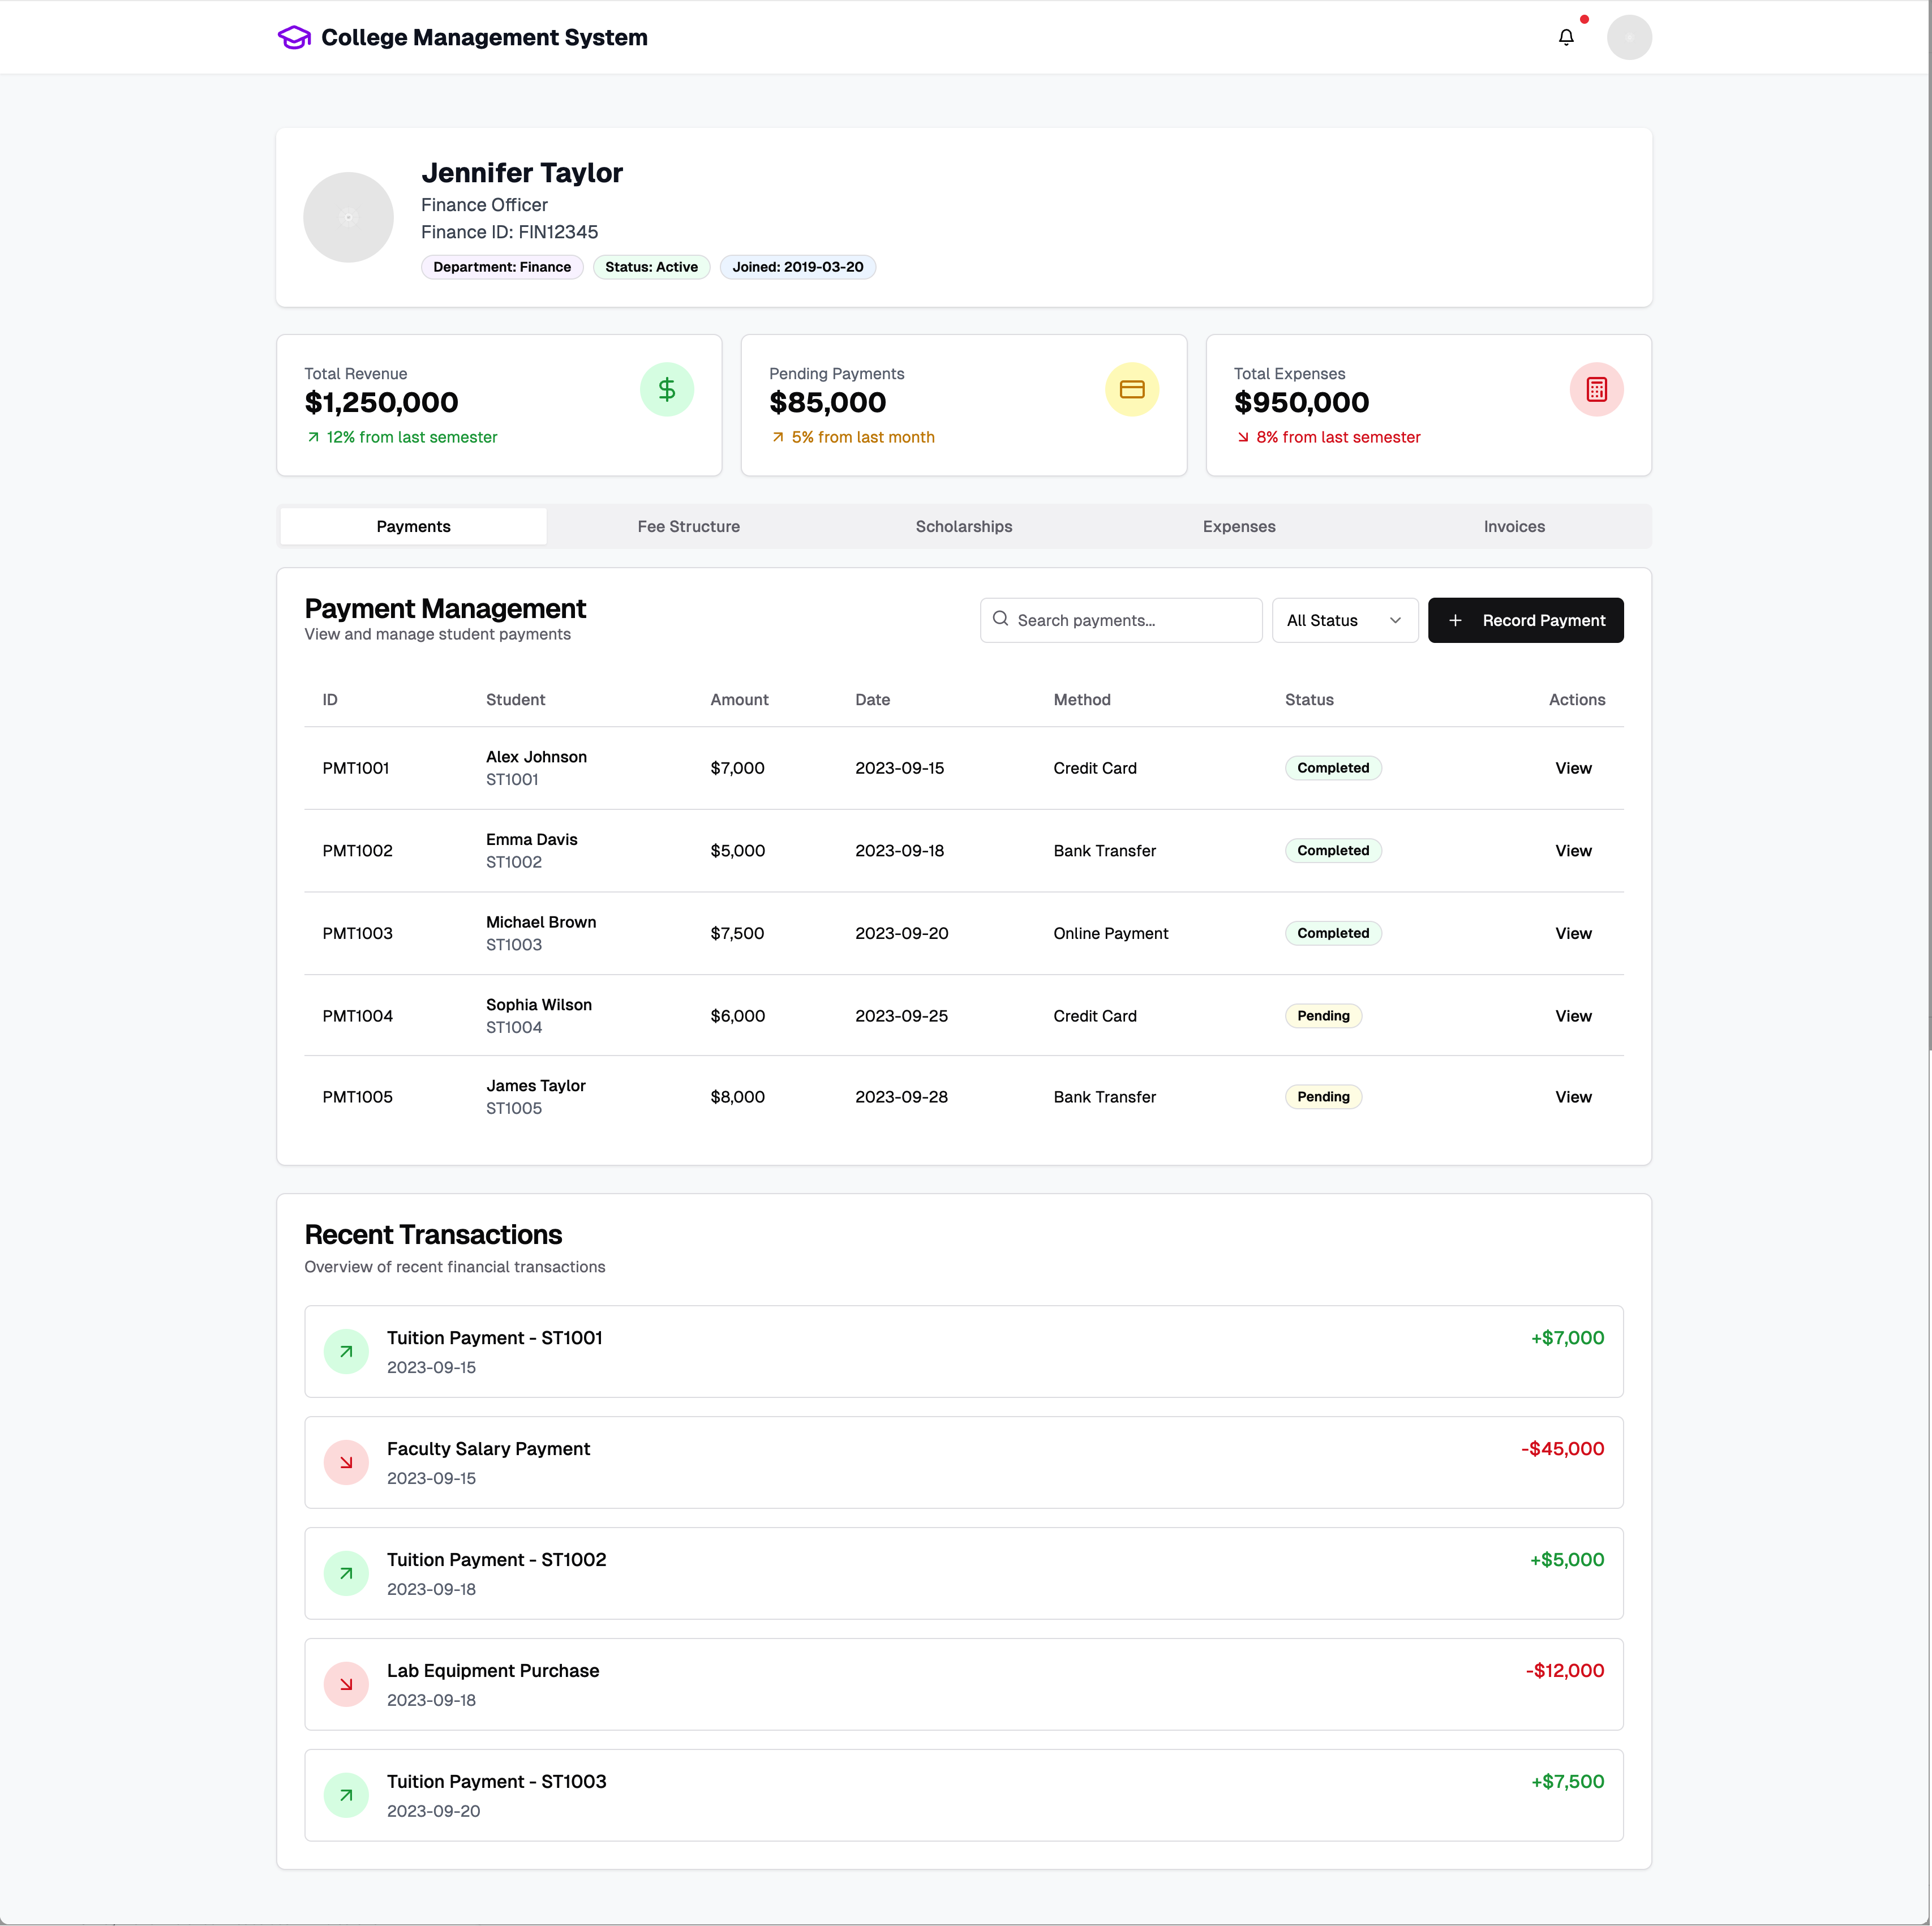 College Management System
Jennifer Taylor
Finance Officer
Finance ID: FIN12345
Department: Finance Status: Active Joined: 2019-03-20
Total Revenue
$1,250,000
12% from last semester
Pending Payments
$85,000
5% from last month
Total Expenses
$950,000
8% from last semester
Payments Fee Structure Scholarships Expenses Invoices
Payment Management
View and manage student payments
Search payments... All Status Record Payment
ID Student Amount Date Method Status Actions
PMT1001 Alex Johnson $7,000 2023-09-15 Credit Card Completed View
ST1001
PMT1002 Emma Davis $5,000 2023-09-18 Bank Transfer Completed View
ST1002
PMT1003 Michael Brown $7,500 2023-09-20 Online Payment Completed View
ST1003
PMT1004 Sophia Wilson $6,000 2023-09-25 Credit Card Pending View
ST1004
PMT1005 James Taylor $8,000 2023-09-28 Bank Transfer Pending View
ST1005
Recent Transactions
Overview of recent financial transactions
Tuition Payment - ST1001 +$7,000
2023-09-15
Faculty Salary Payment -$45,000
2023-09-15
Tuition Payment - ST1002 +$5,000
2023-09-18
Lab Equipment Purchase -$12,000
2023-09-18
Tuition Payment - ST1003 +$7,500
2023-09-20